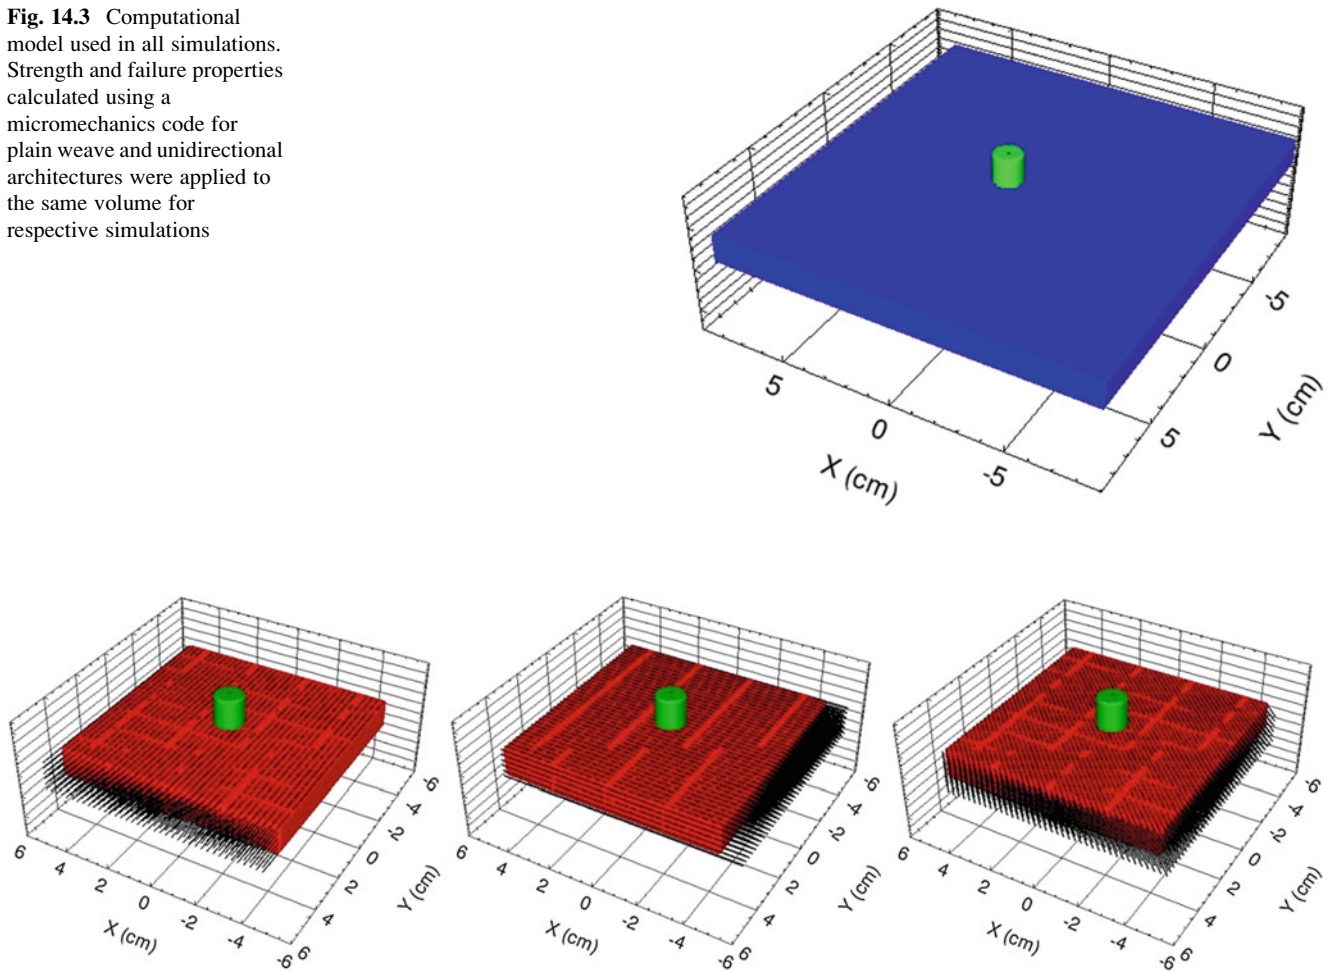 Fig. 14.3 Computational
model used in all simulations.
Strength and failure properties
calculated using a
micromechanics code for
plain weave and unidirectional
architectures were applied to
the same volume for
respective simulations
5
0
-5
X (cm)
-5
0
5
Y (cm)
6
4
2
0
-2
-4
-6
X (cm)
-6
-4
-2
0
2
4
6
Y (cm)
6
4
2
0
-2
-4
-6
X (cm)
-6
-4
-2
0
2
4
6
Y (cm)
6
4
2
0
-2
-4
-6
X (cm)
-6
-4
-2
0
2
4
6
Y (cm)